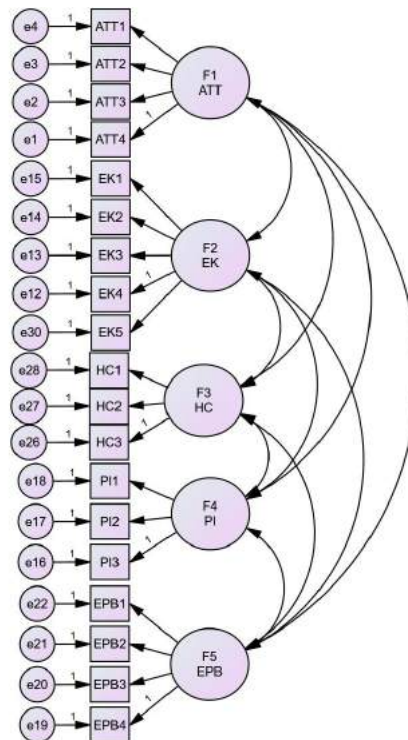 e4 1 ATT1
e3 1 ATT2
e2 1 ATT3
e1 1 ATT4 1
F1
ATT
e15 1 EK1
e14 1 EK2
e13 1 EK3
e12 1 EK4 1
e30 1 EK5
F2
EK
e28 1 HC1
e27 1 HC2
e26 1 HC3 1
F3
HC
e18 1 PI1
e17 1 PI2
e16 1 PI3 1
F4
PI
e22 1 EPB1
e21 1 EPB2
e20 1 EPB3
e19 1 EPB4 1
F5
EPB